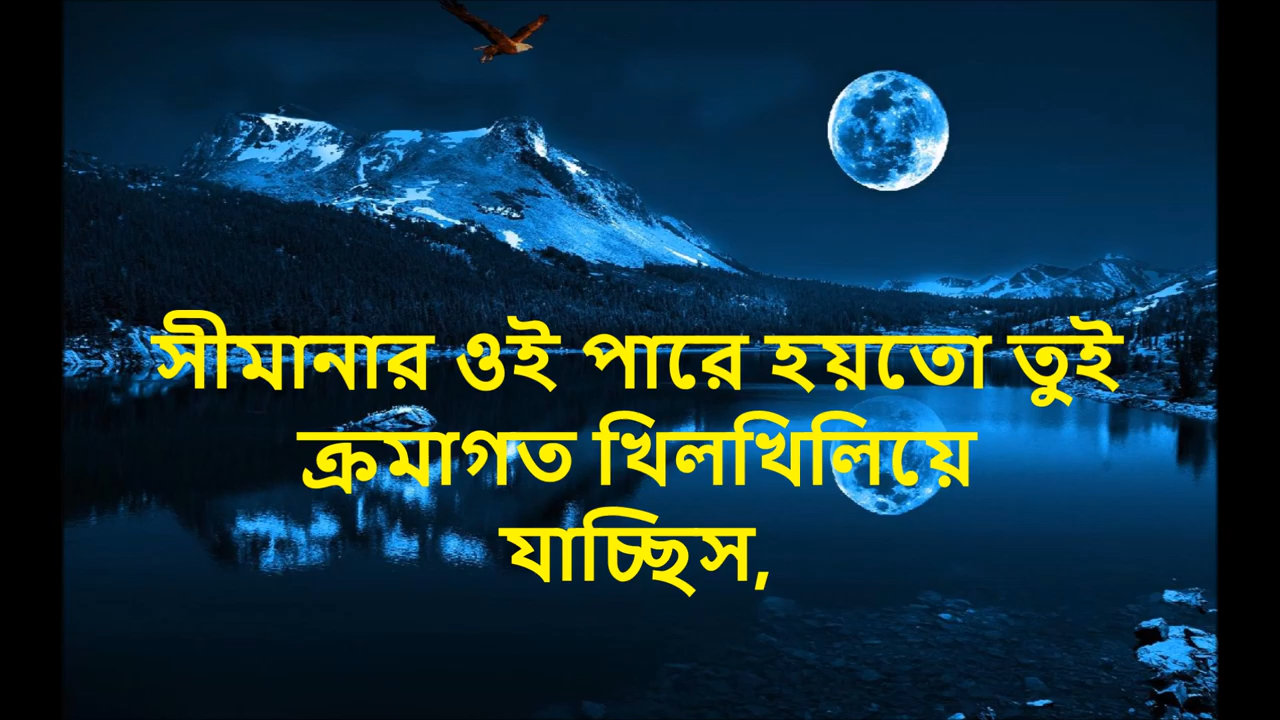 সীমানার ওই পারে হয়তো তুই
ক্রমাগত খিলখিলিয়ে
যাচ্ছিস,